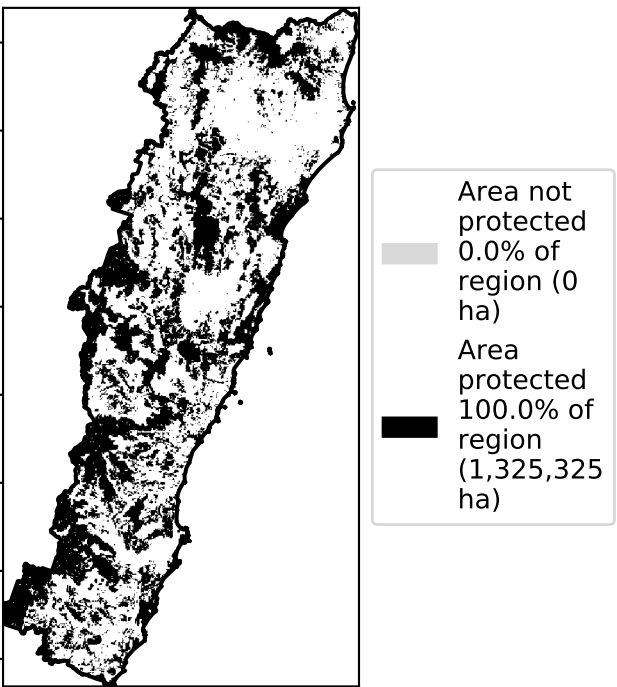 Area not
protected
0.0% of
region (0
ha)
Area
protected
100.0% of
region
(1,325,325
ha)